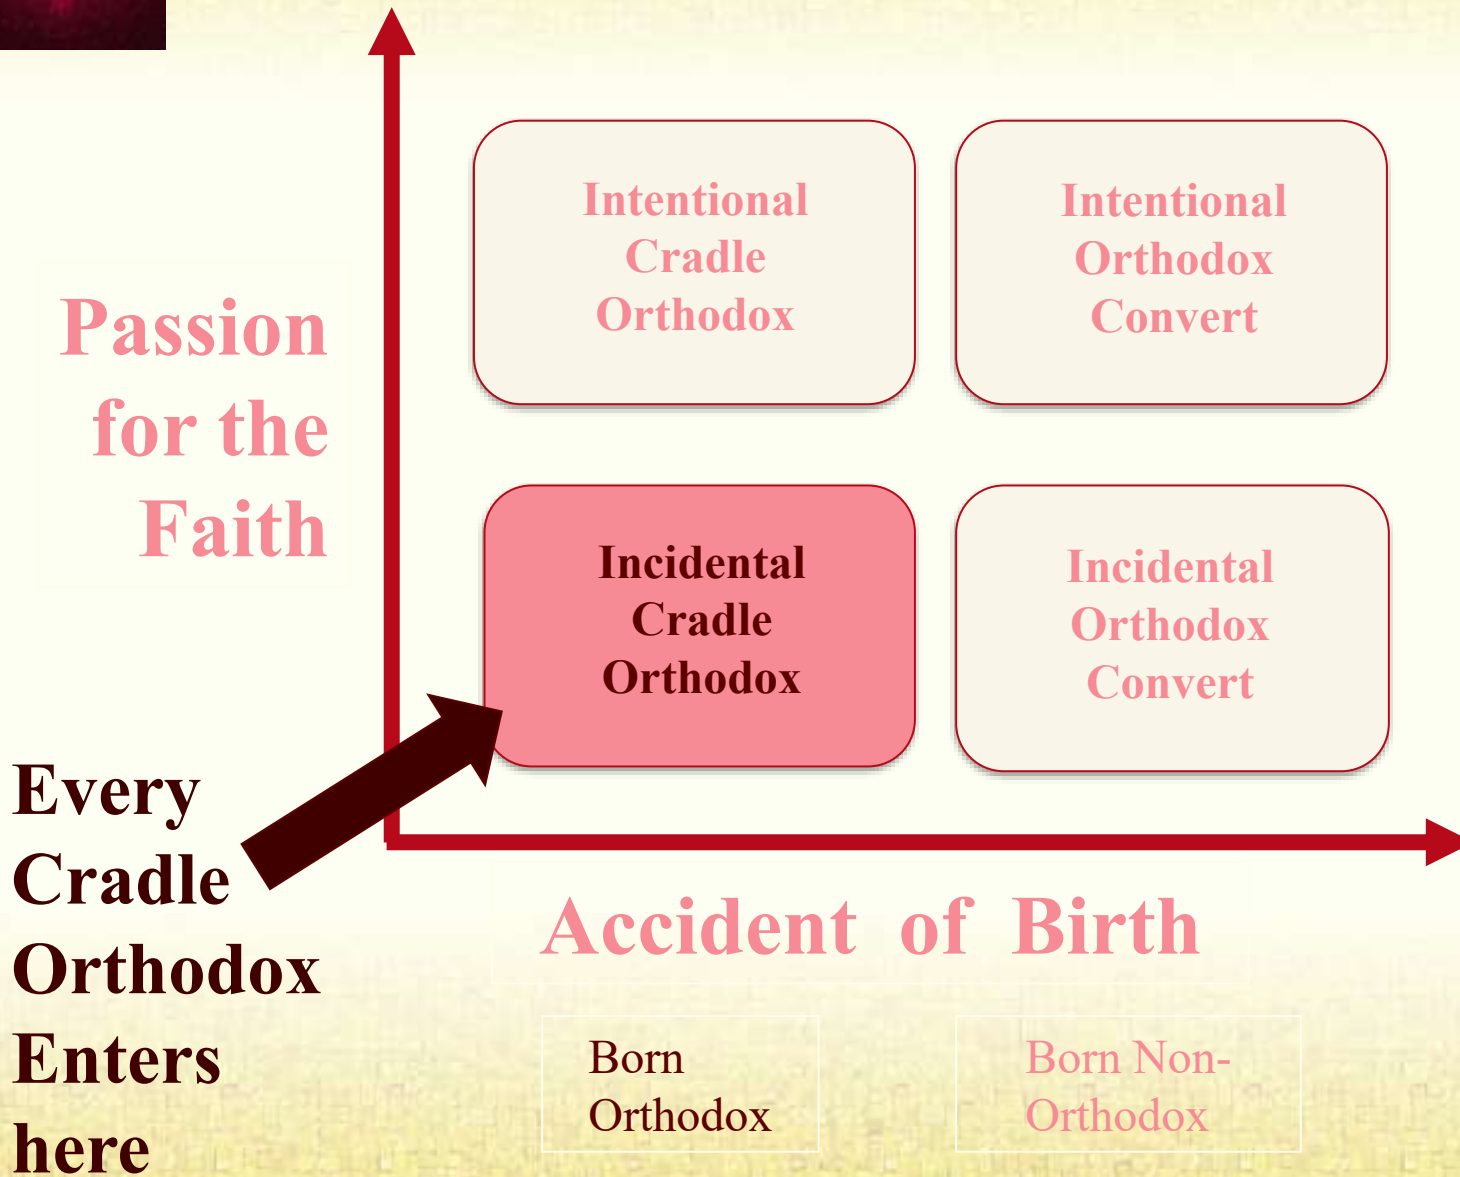 Intentional
Cradle
Orthodox
Intentional
Orthodox
Convert
Passion
for the
Faith
Incidental
Cradle
Orthodox
Incidental
Orthodox
Convert
Every
Cradle
Orthodox
Enters
here
Accident of Birth
Born
Orthodox
Born Non-
Orthodox